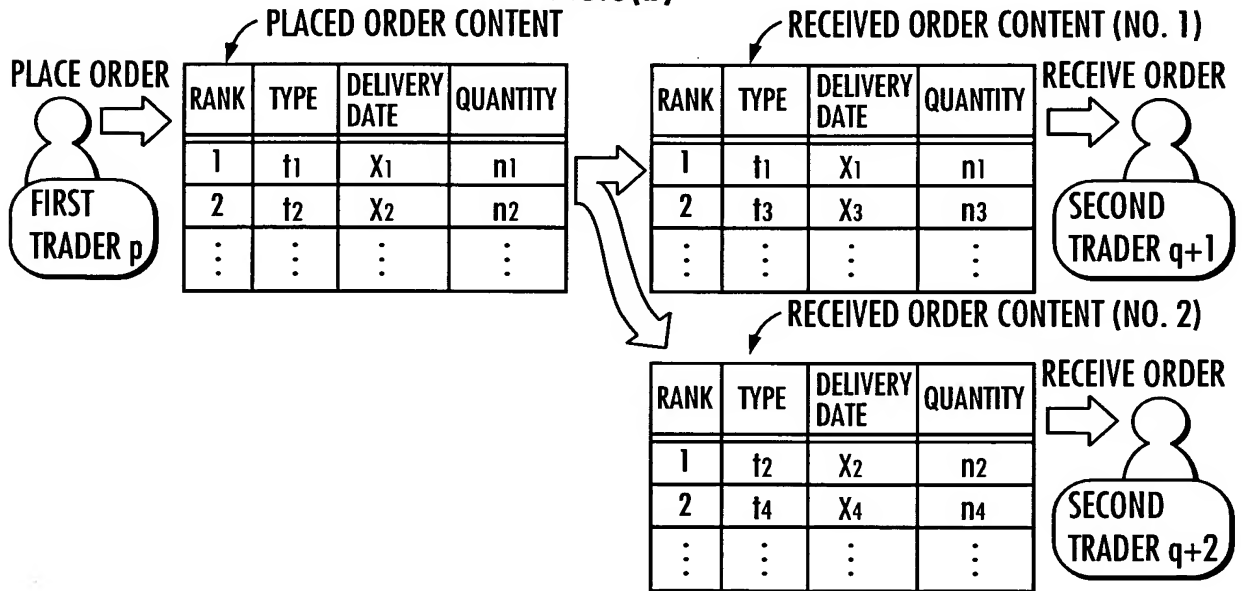 PLACED ORDER CONTENT
PLACE ORDER
RANK TYPE DELIVERY DATE QUANTITY
1 t1 X1 n1
2 t2 X2 n2
⋮ ⋮ ⋮ ⋮
FIRST
TRADER p
RECEIVED ORDER CONTENT (NO. 1)
RECEIVE ORDER
RANK TYPE DELIVERY DATE QUANTITY
1 t1 X1 n1
2 t3 X3 n3
⋮ ⋮ ⋮ ⋮
SECOND
TRADER q+1
RECEIVED ORDER CONTENT (NO. 2)
RECEIVE ORDER
RANK TYPE DELIVERY DATE QUANTITY
1 t2 X2 n2
2 t4 X4 n4
⋮ ⋮ ⋮ ⋮
SECOND
TRADER q+2